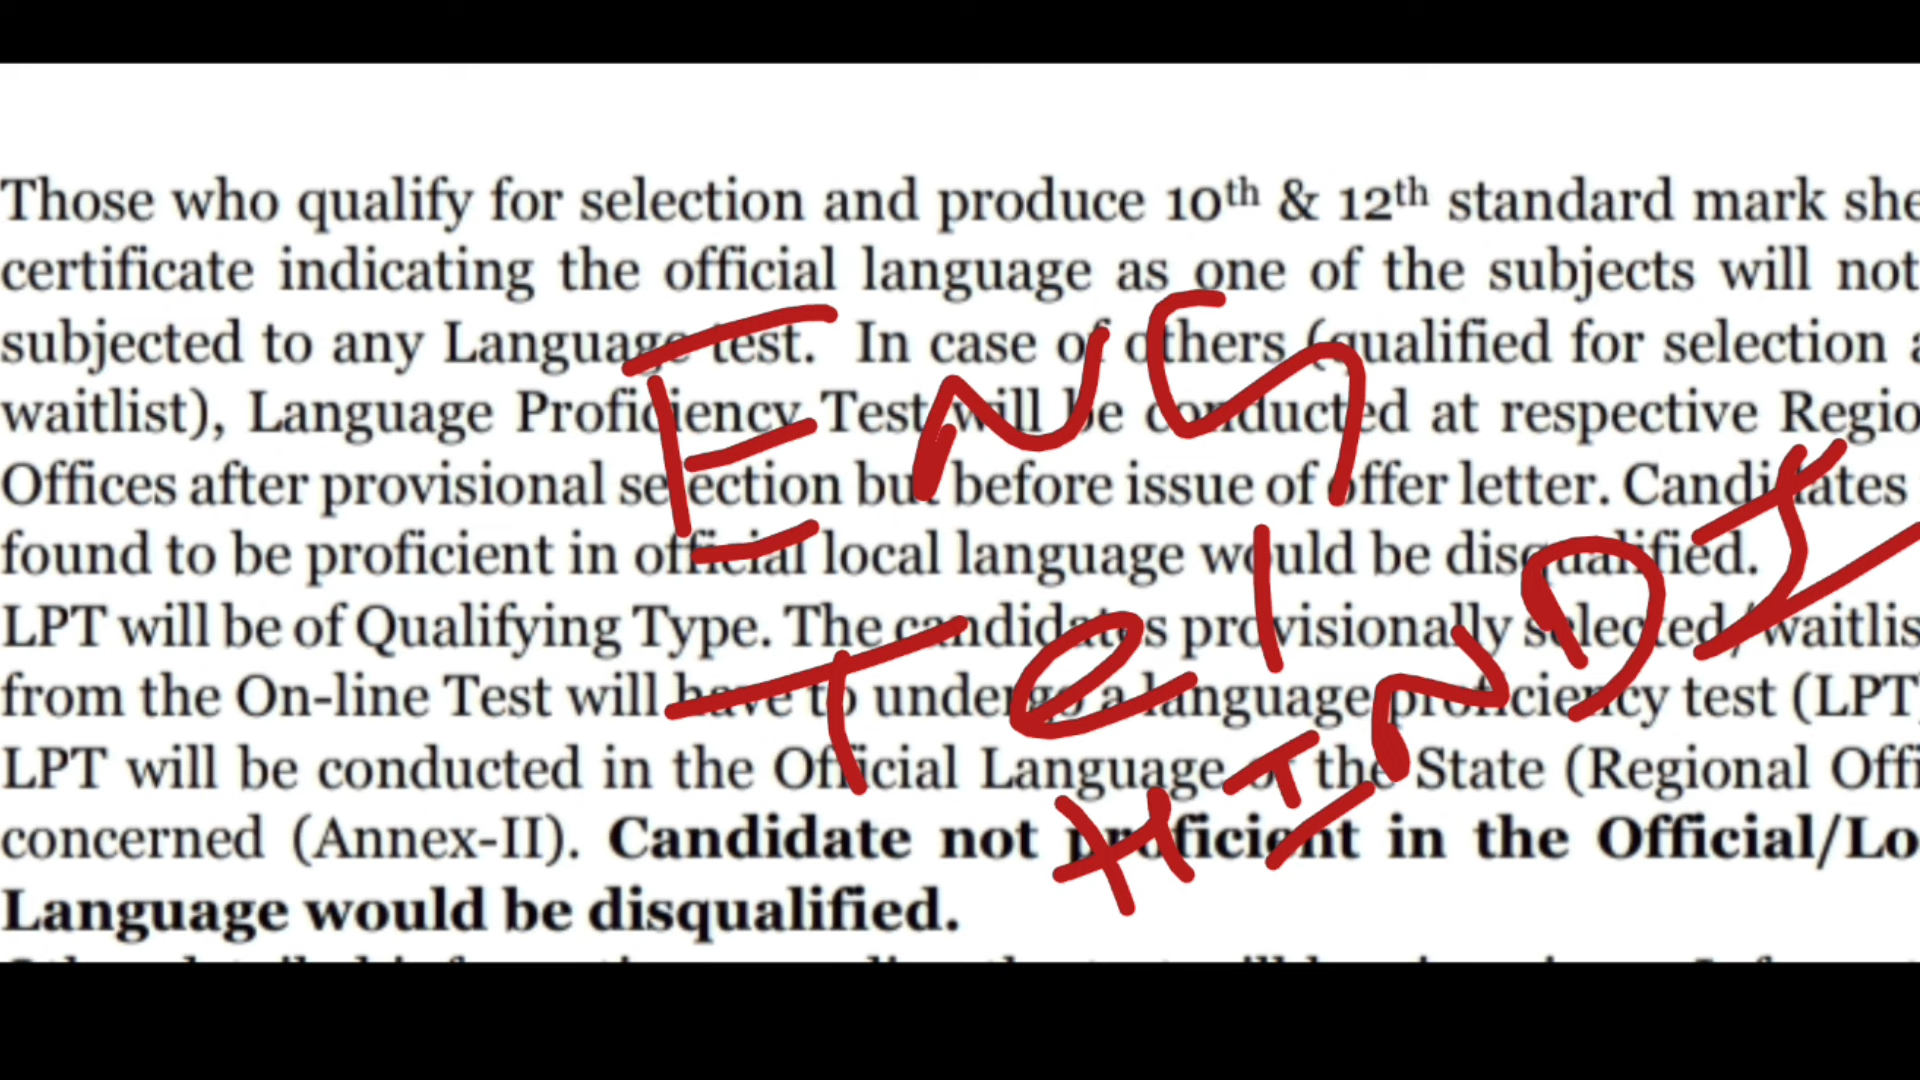 Those who qualify for selection and produce 10th & 12th standard mark she
certificate indicating the official language as one of the subjects will not
subjected to any Language test. In case of others (qualified for selection a
waitlist), Language Proficiency Test will be conducted at respective Regio
Offices after provisional selection but before issue of offer letter. Candidates
found to be proficient in official local language would be disqualified.
LPT will be of Qualifying Type. The candidates provisionally selected/waitlis
from the On-line Test will have to undergo a language proficiency test (LPT
LPT will be conducted in the Official Language of the State (Regional Offi
concerned (Annex-II). Candidate not proficient in the Official/Lo
Language would be disqualified.
ENG
Tel
HINDI